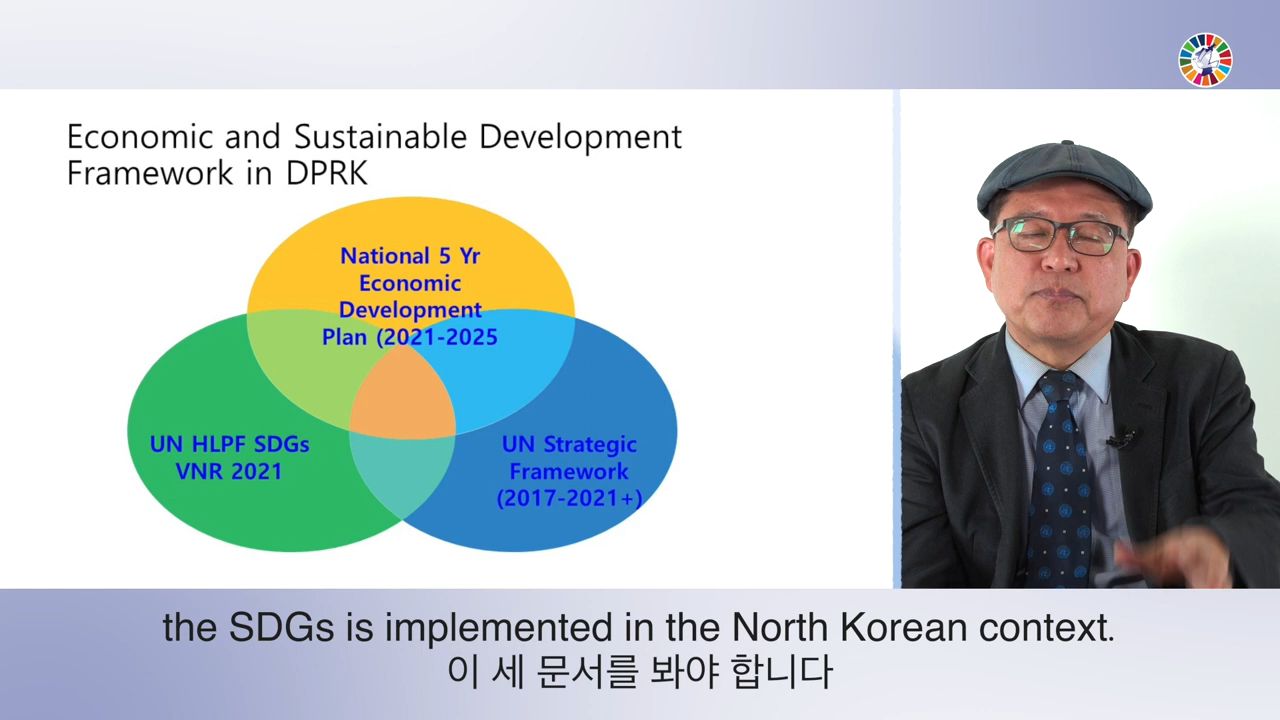 Economic and Sustainable Development
Framework in DPRK
National 5 Yr
Economic
Development
Plan (2021-2025
UN HLPF SDGs
VNR 2021
UN Strategic
Framework
(2017-2021+)
the SDGs is implemented in the North Korean context.
이 세 문서를 봐야 합니다